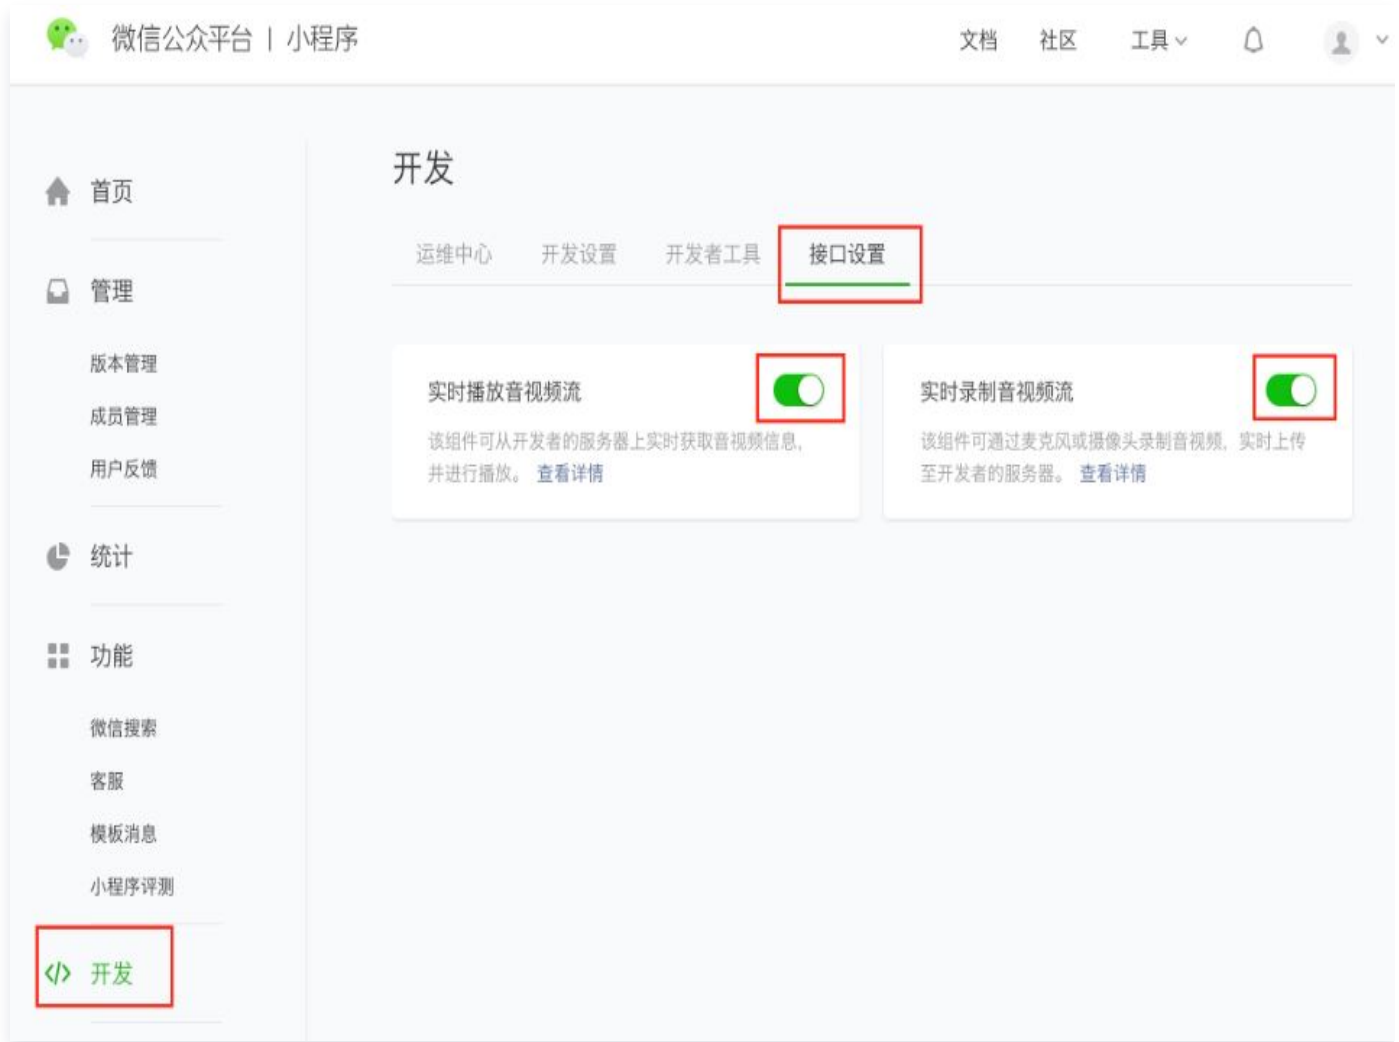 微信公众平台 | 小程序
文档 社区 工具
首页
管理
版本管理
成员管理
用户反馈
统计
功能
微信搜索
客服
模板消息
小程序评测
</> 开发
开发
运维中心 开发设置 开发者工具 接口设置
实时播放音视频流
该组件可从开发者的服务器上实时获取音视频信息，
并进行播放。 查看详情
实时录制音视频流
该组件可通过麦克风或摄像头录制音视频，实时上传
至开发者的服务器。 查看详情